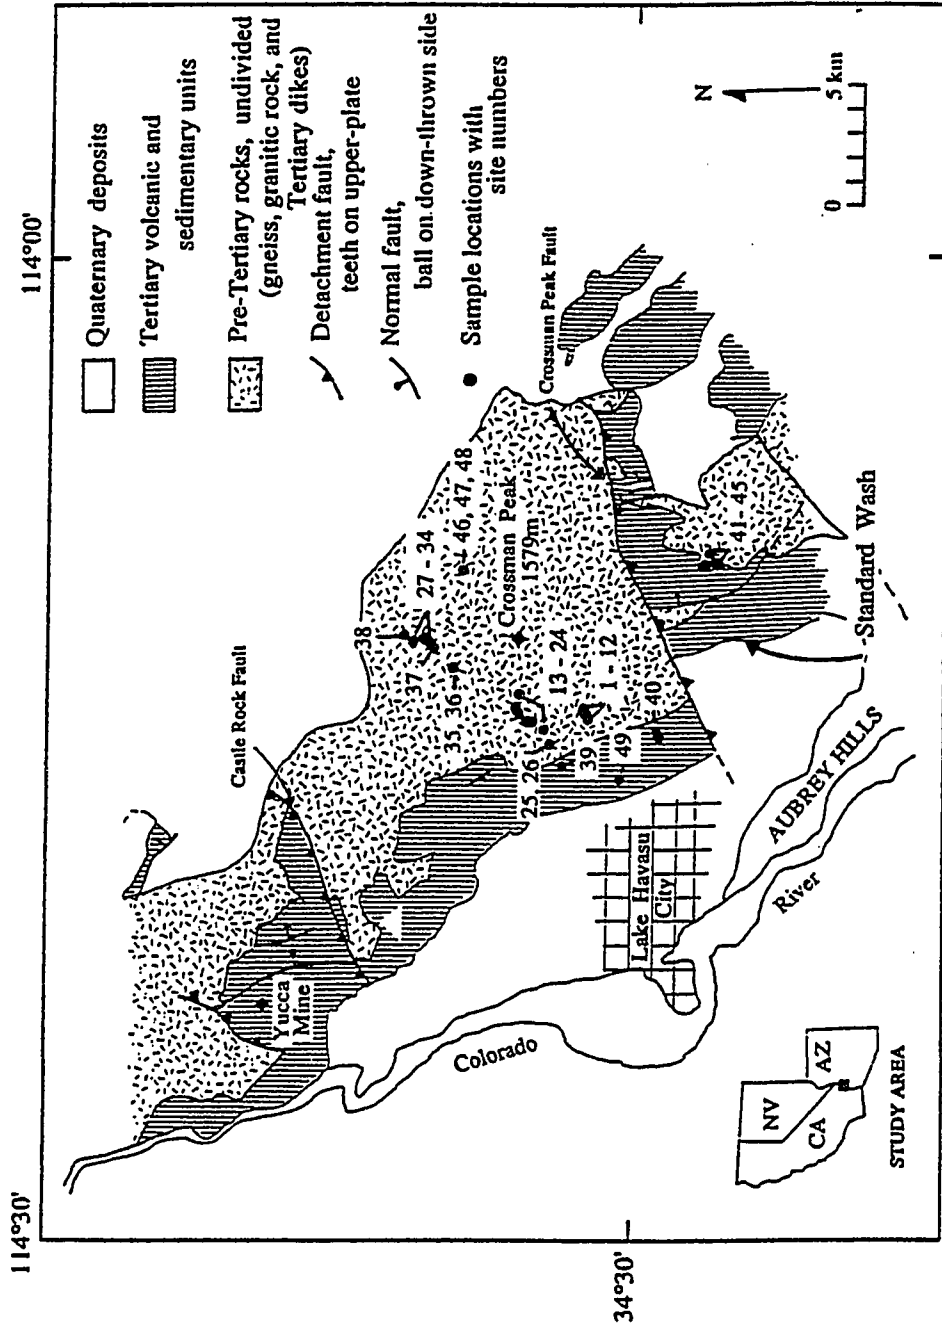 114°30'
114°00'
34°30'
Quaternary deposits
Tertiary volcanic and
sedimentary units
Pre-Tertiary rocks, undivided
(gneiss, granitic rock, and
Tertiary dikes)
Detachment fault,
teeth on upper-plate
Normal fault,
ball on down-thrown side
Sample locations with
site numbers
N
0
5 km
Castle Rock Fault
Crossman Peak Fault
38
27 - 34
37
46, 47, 48
35, 36
Crossman Peak
1579m
13 - 24
25, 26
1 - 12
39
49
40
41 - 45
Yucca
Mine
Standard Wash
Lake Havasu
City
AUBREY HILLS
Colorado
River
NV
CA
AZ
STUDY AREA